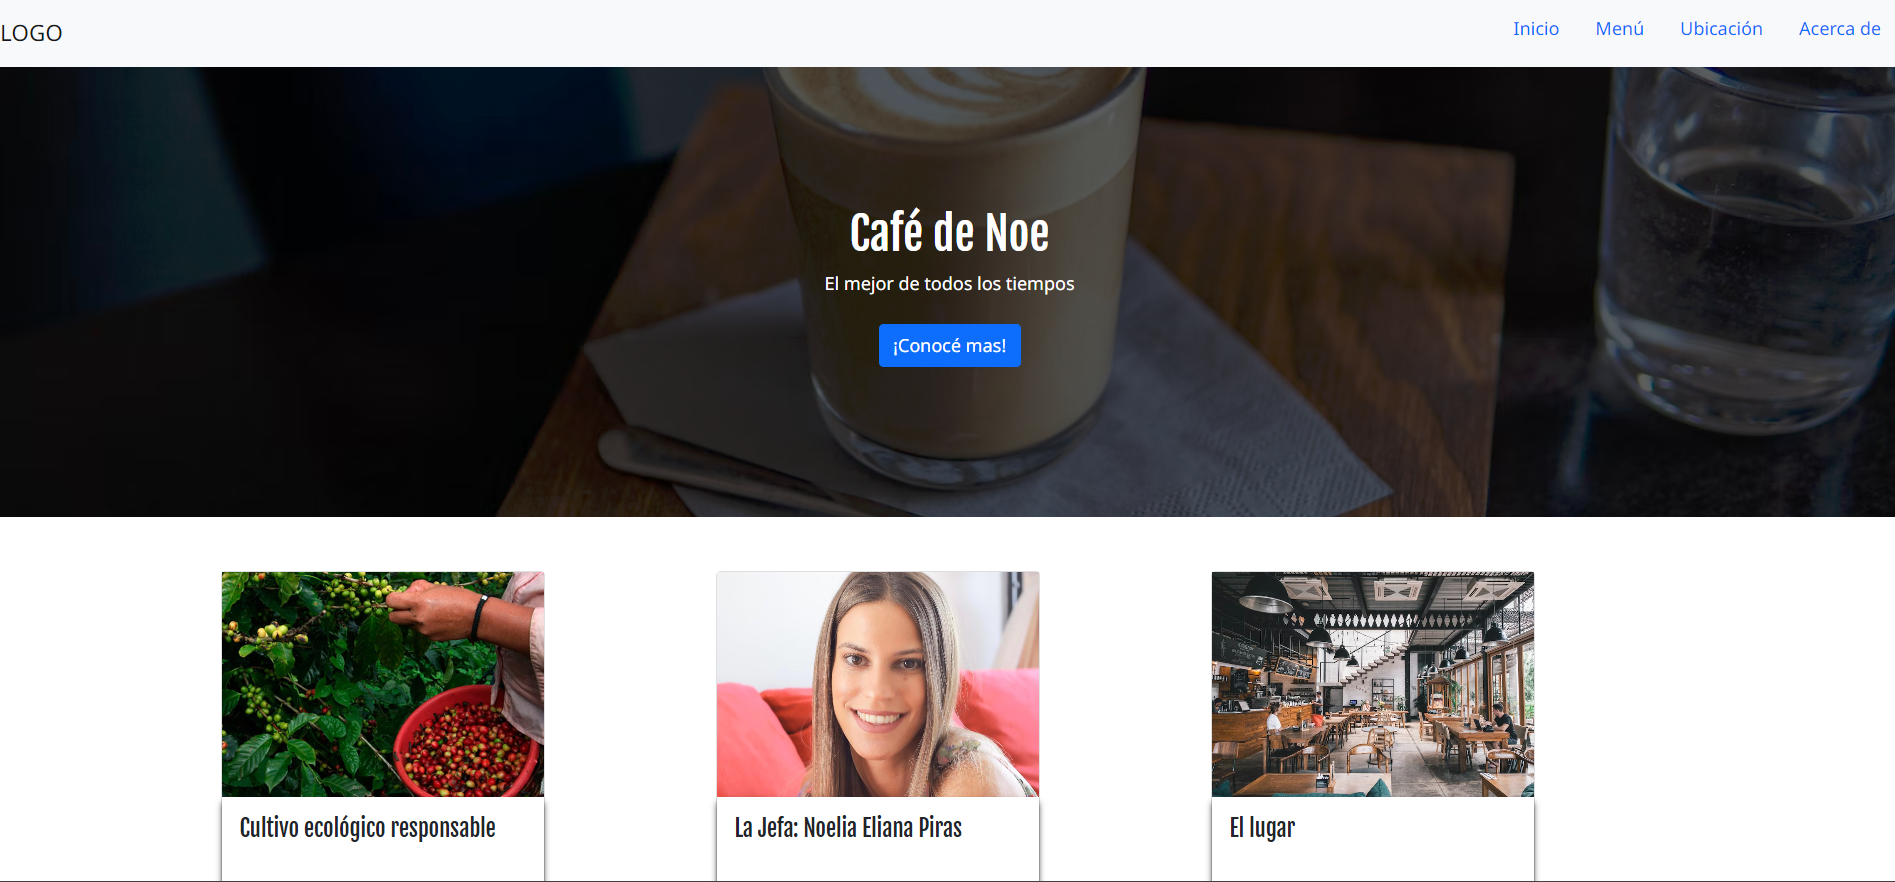 LOGO
Inicio Menú Ubicación Acerca de
Café de Noe
El mejor de todos los tiempos
¡Conocé mas!
Cultivo ecológico responsable
La Jefa: Noelia Eliana Piras
El lugar